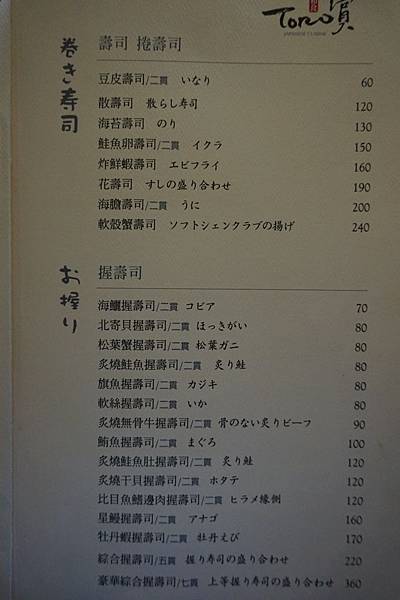 Toro 賓
JAPANESE CUISINE
巻き寿司
壽司 捲壽司
豆皮壽司/二貫 いなり 60
散壽司 散らし寿司 120
海苔壽司 のり 130
鮭魚卵壽司/二貫 イクラ 150
炸鮮蝦壽司 エビフライ 160
花壽司 すしの盛り合わせ 190
海膽壽司/二貫 うに 200
軟殼蟹壽司 ソフトシェンクラブの揚げ 240
お握り
握壽司
海鱺握壽司/二貫 コビア 70
北寄貝握壽司/二貫 ほっきがい 80
松葉蟹握壽司/二貫 松葉ガニ 80
炙燒鮭魚握壽司/二貫 炙り鮭 80
旗魚握壽司/二貫 カジキ 80
軟絲握壽司/二貫 いか 80
炙燒無骨牛握壽司/二貫 骨のない炙りビーフ 90
鮪魚握壽司/二貫 まぐろ 100
炙燒鮭魚肚握壽司/二貫 炙り鮭 120
炙燒干貝握壽司/二貫 ホタテ 120
比目魚鰭邊肉握壽司/二貫 ヒラメ縁側 120
星鰻握壽司/二貫 アナゴ 160
牡丹蝦握壽司/二貫 牡丹えび 170
綜合握壽司/五貫 握り寿司の盛り合わせ 220
豪華綜合握壽司/七貫 上等握り寿司の盛り合わせ 360